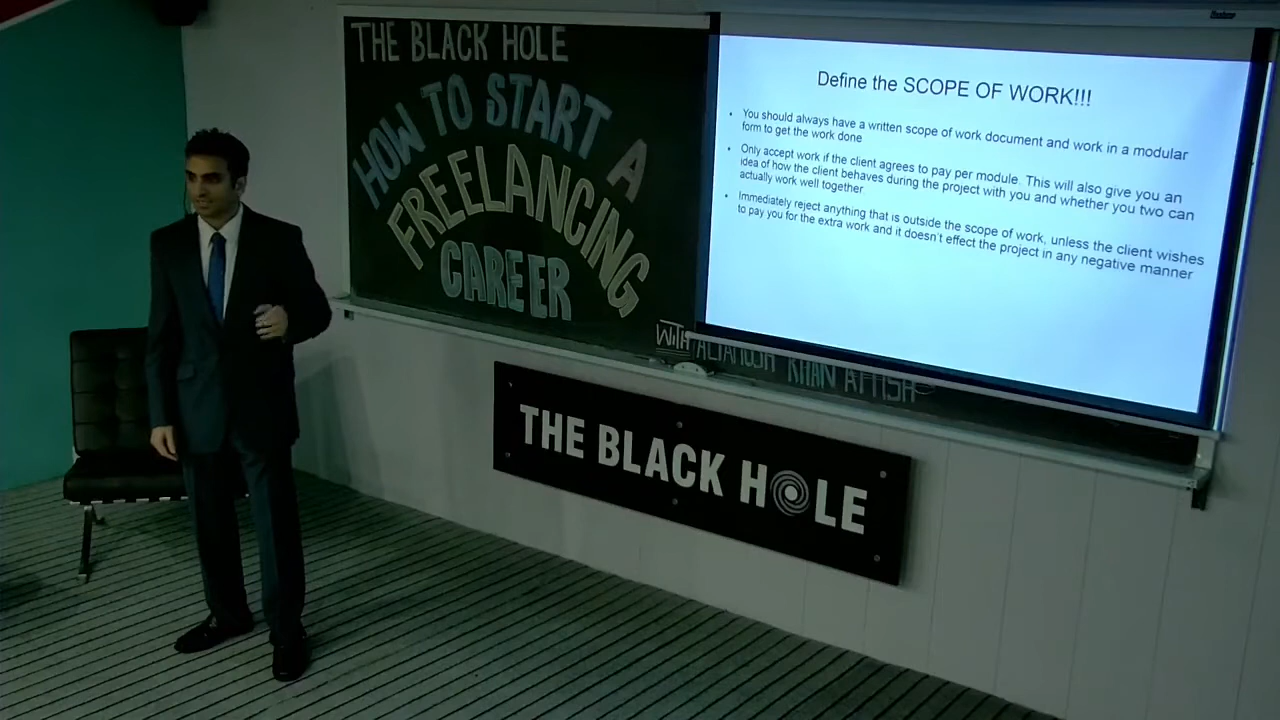 THE BLACK HOLE
HOW TO START A
FREELANCING
CAREER
WITH KHAN
Define the SCOPE OF WORK!!!
• You should always have a written scope of work document and work in a modular
form to get the work done
• Only accept work if the client agrees to pay per module. This will also give you an
idea of how the client behaves during the project with you and whether you two can
actually work well together
• Immediately reject anything that is outside the scope of work, unless the client wishes
to pay you for the extra work and it doesn't effect the project in any negative manner
THE BLACK HOLE